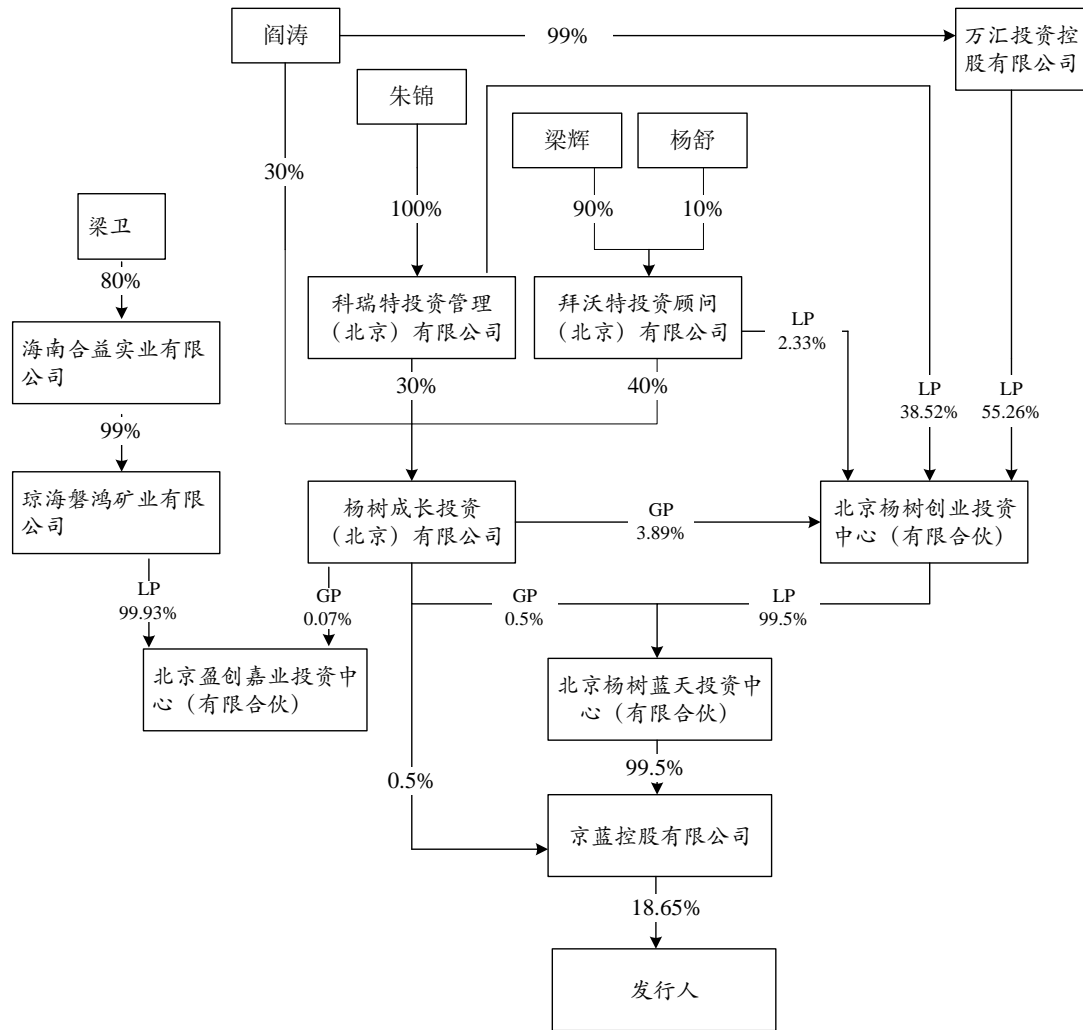 阎涛
99%
万汇投资控
股有限公司
朱锦
梁辉
杨舒
30%
100%
90%
10%
梁卫
80%
科瑞特投资管理
（北京）有限公司
拜沃特投资顾问
（北京）有限公司
LP
2.33%
海南合益实业有限
公司
30%
40%
LP
38.52%
LP
55.26%
99%
琼海磐鸿矿业有限
公司
杨树成长投资
（北京）有限公司
GP
3.89%
北京杨树创业投资
中心（有限合伙）
LP
99.93%
GP
0.07%
GP
0.5%
LP
99.5%
北京盈创嘉业投资中
心（有限合伙）
北京杨树蓝天投资中
心（有限合伙）
0.5%
99.5%
京蓝控股有限公司
18.65%
发行人